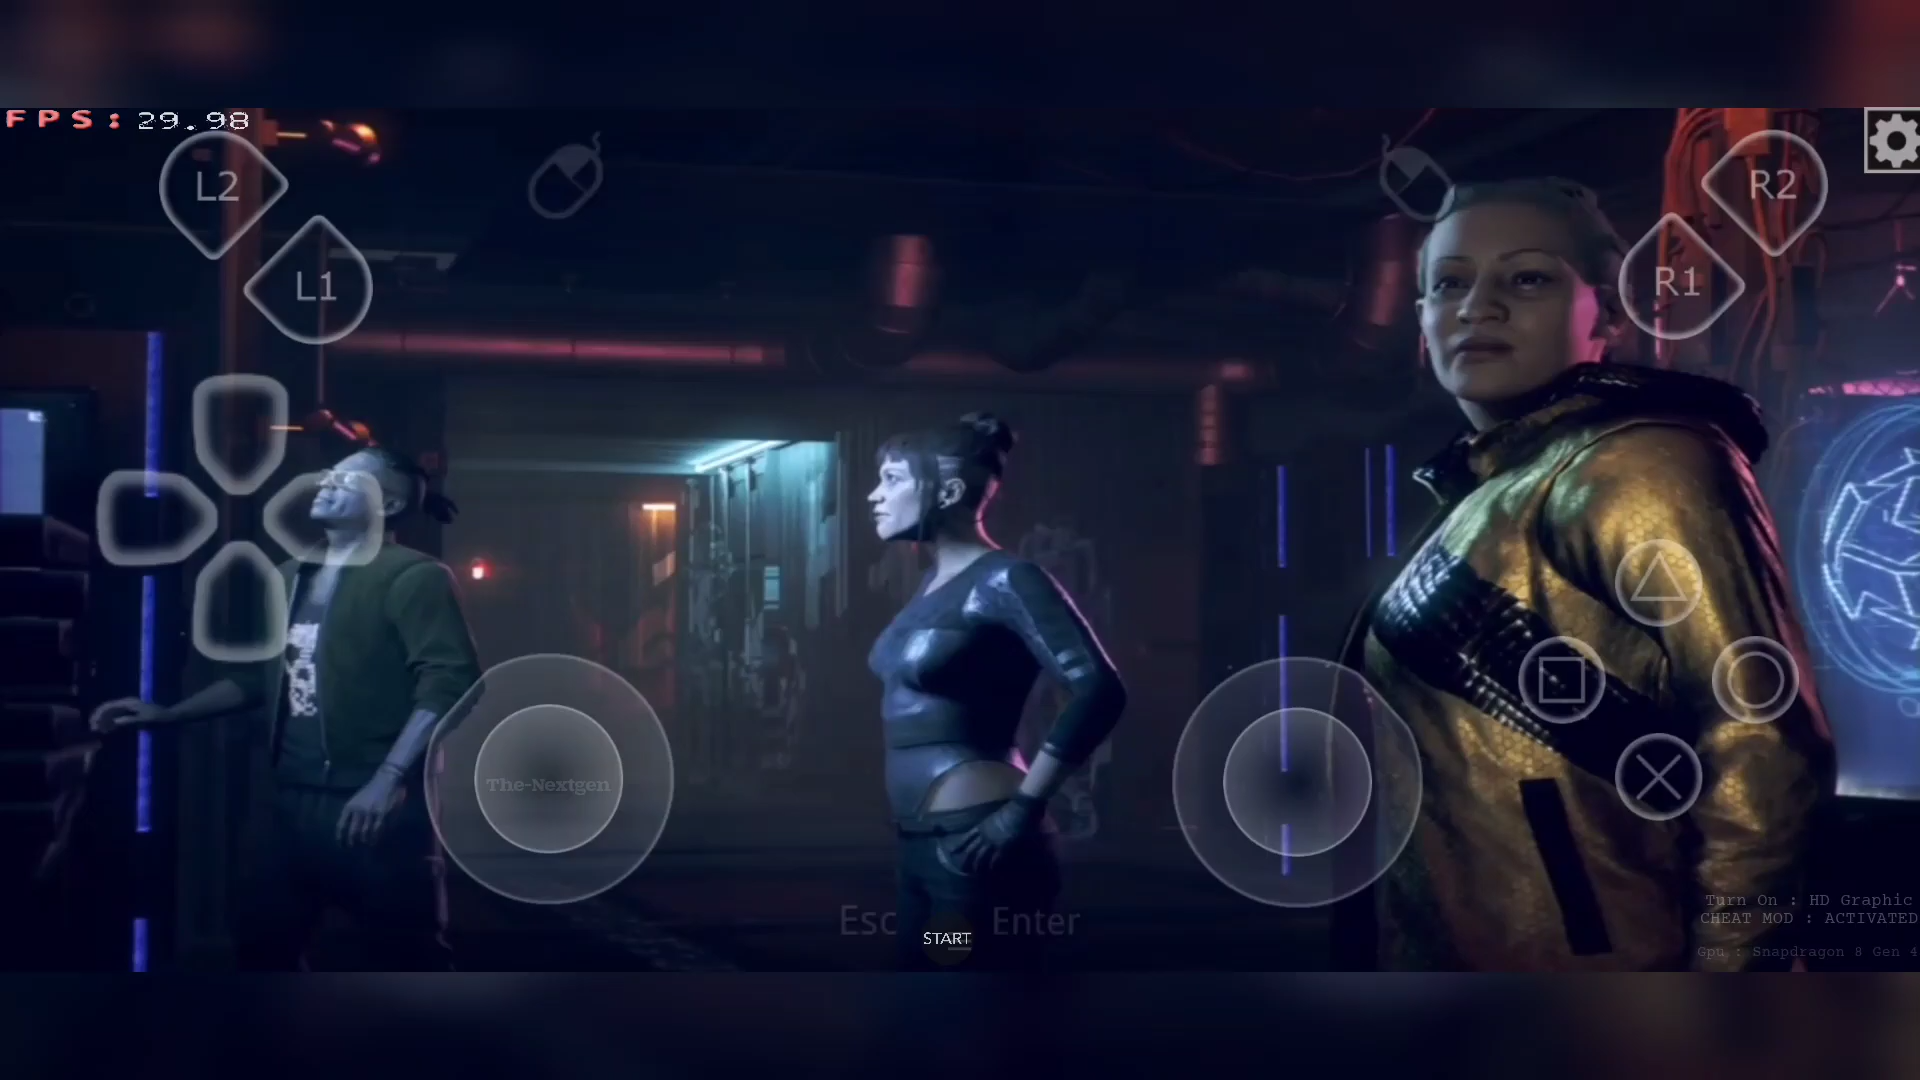 FPS: 29.98
L2
R2
L1
R1
The-Nextgen
Turn On : HD Graphic
CHEAT MOD : ACTIVATED
Esc
Enter
START
Gpu : Snapdragon 8 Gen 4